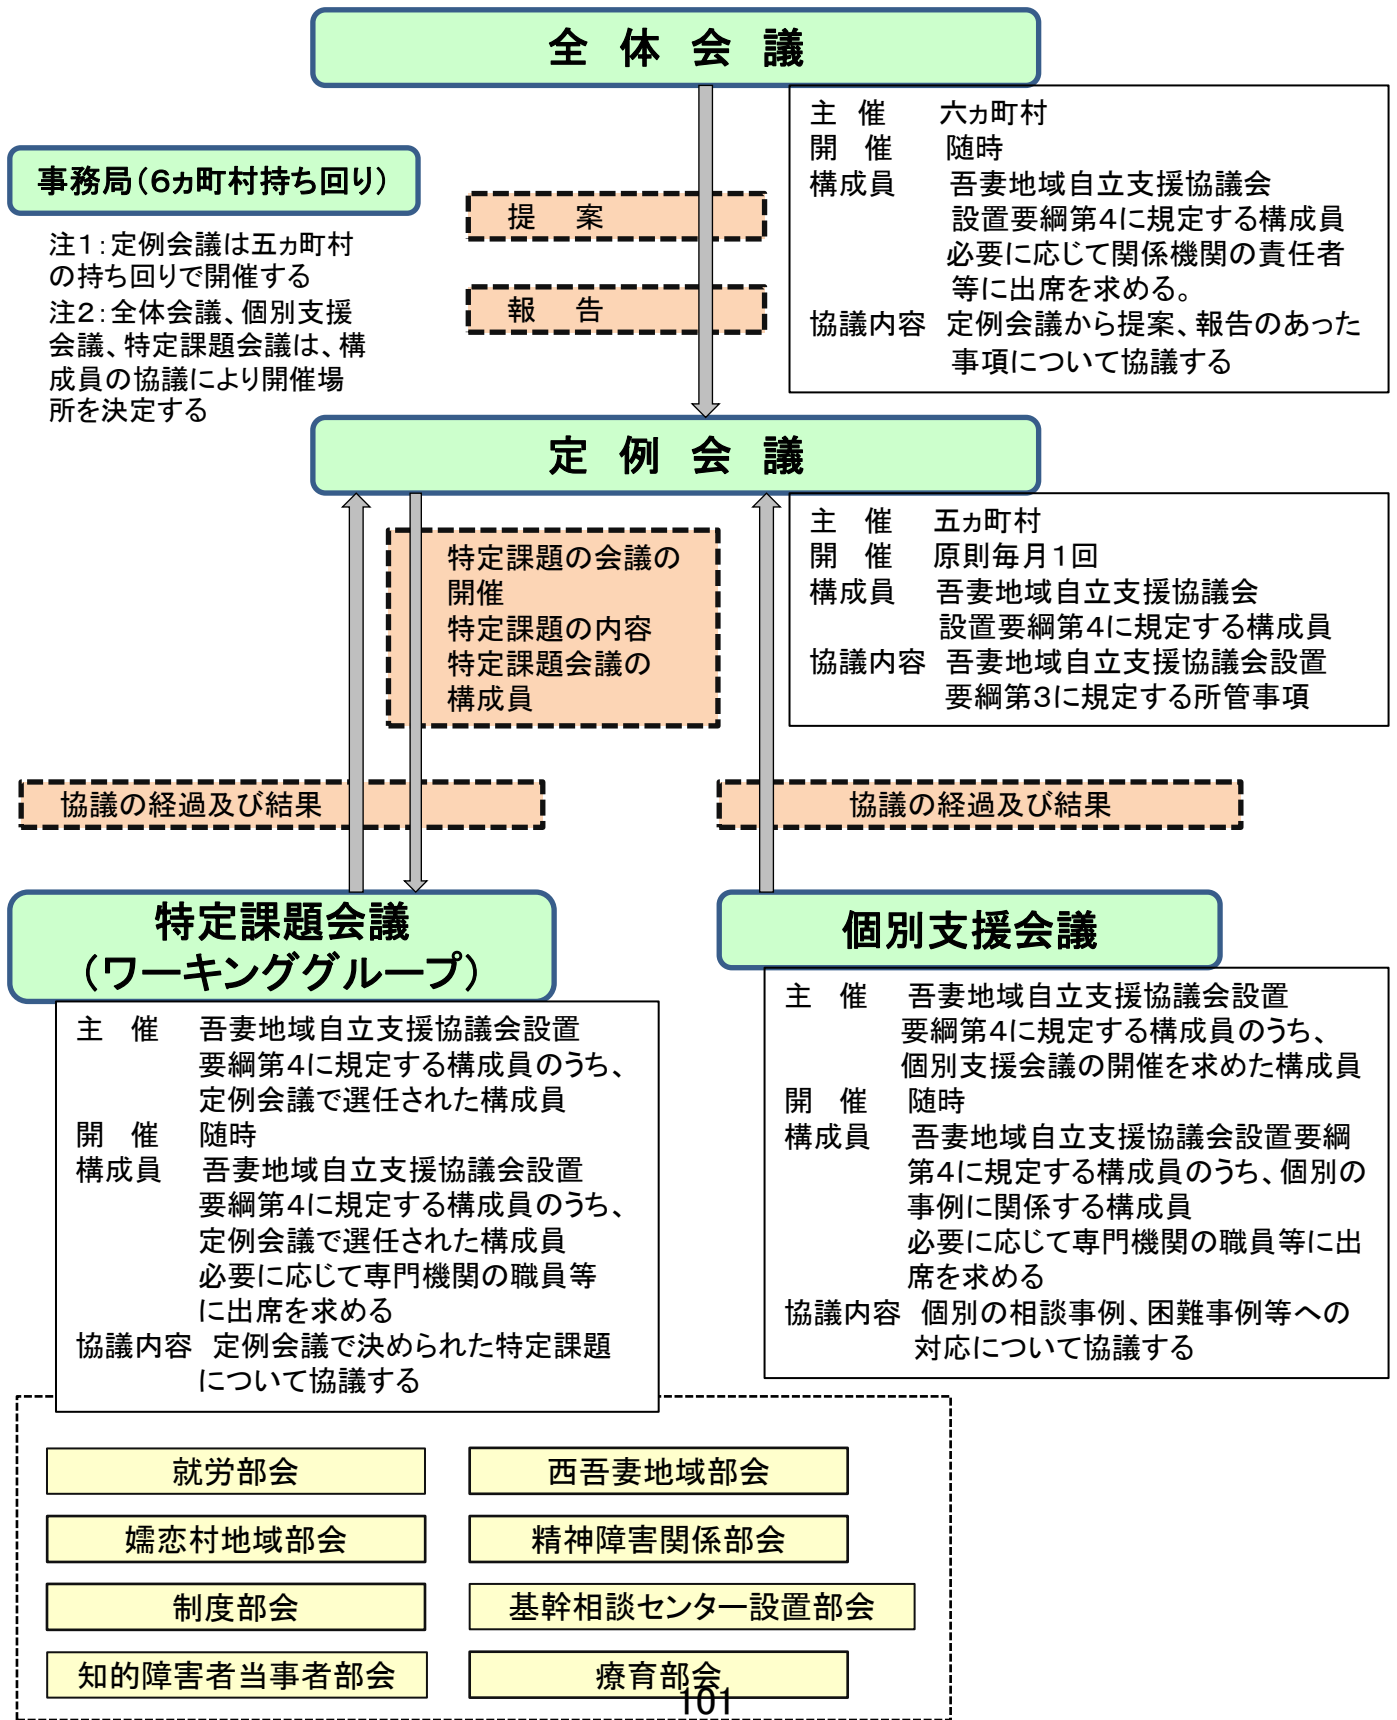 全 体 会 議
主 催 六ヵ町村
開 催 随時
構成員 吾妻地域自立支援協議会
設置要綱第4に規定する構成員
必要に応じて関係機関の責任者
等に出席を求める。
協議内容 定例会議から提案、報告のあった
事項について協議する
事務局(6ヵ町村持ち回り)
注1:定例会議は五ヵ町村
の持ち回りで開催する
注2:全体会議、個別支援
会議、特定課題会議は、構
成員の協議により開催場
所を決定する
提 案
報 告
定 例 会 議
主 催 五ヵ町村
開 催 原則毎月1回
構成員 吾妻地域自立支援協議会
設置要綱第4に規定する構成員
協議内容 吾妻地域自立支援協議会設置
要綱第3に規定する所管事項
特定課題の会議の
開催
特定課題の内容
特定課題会議の
構成員
協議の経過及び結果
協議の経過及び結果
特定課題会議
(ワーキンググループ)
主 催 吾妻地域自立支援協議会設置
要綱第4に規定する構成員のうち、
定例会議で選任された構成員
開 催 随時
構成員 吾妻地域自立支援協議会設置
要綱第4に規定する構成員のうち、
定例会議で選任された構成員
必要に応じて専門機関の職員等
に出席を求める
協議内容 定例会議で決められた特定課題
について協議する
個別支援会議
主 催 吾妻地域自立支援協議会設置
要綱第4に規定する構成員のうち、
個別支援会議の開催を求めた構成員
開 催 随時
構成員 吾妻地域自立支援協議会設置要綱
第4に規定する構成員のうち、個別の
事例に関係する構成員
必要に応じて専門機関の職員等に出
席を求める
協議内容 個別の相談事例、困難事例等への
対応について協議する
就労部会
西吾妻地域部会
嬬恋村地域部会
精神障害関係部会
制度部会
基幹相談センター設置部会
知的障害者当事者部会
療育部会
101